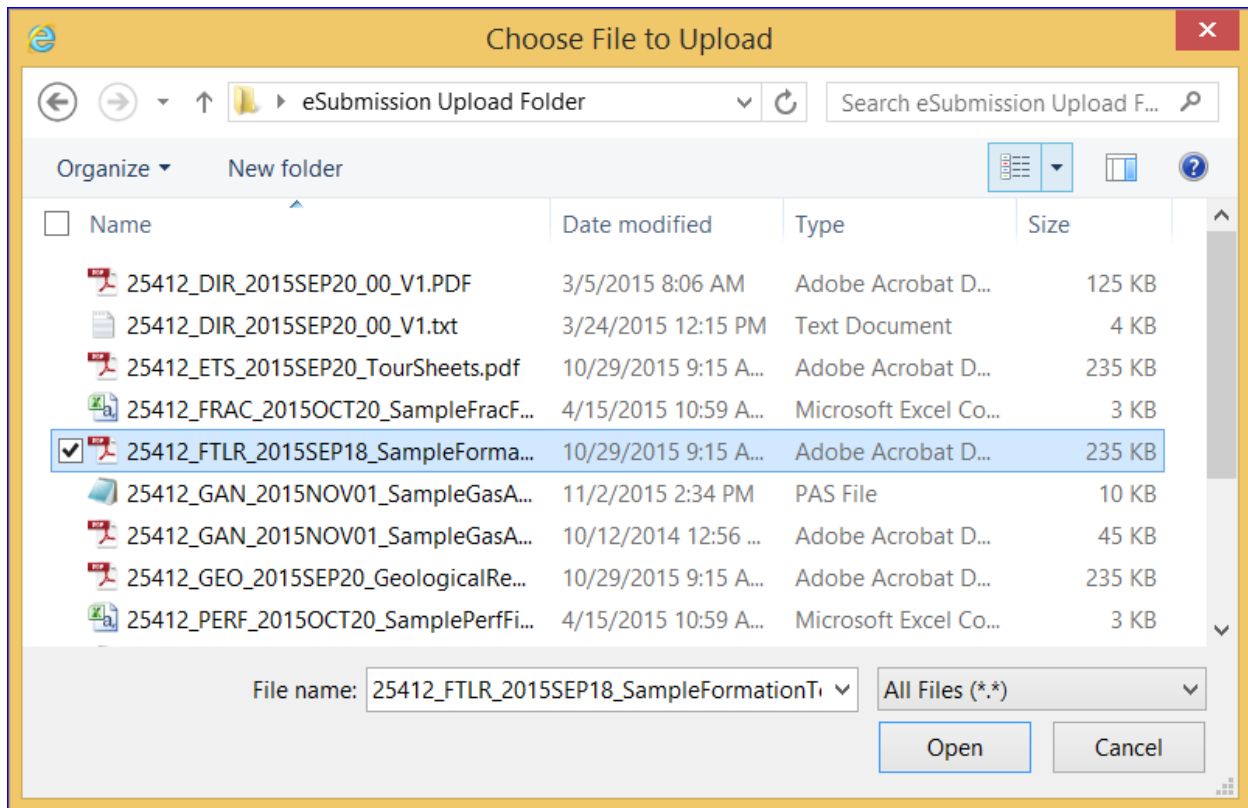 Choose File to Upload
eSubmission Upload Folder Search eSubmission Upload F...
Organize New folder
Name Date modified Type Size
25412_DIR_2015SEP20_00_V1.PDF 3/5/2015 8:06 AM Adobe Acrobat D... 125 KB
25412_DIR_2015SEP20_00_V1.txt 3/24/2015 12:15 PM Text Document 4 KB
25412_ETS_2015SEP20_TourSheets.pdf 10/29/2015 9:15 A... Adobe Acrobat D... 235 KB
25412_FRAC_2015OCT20_SampleFracF... 4/15/2015 10:59 A... Microsoft Excel Co... 3 KB
25412_FTLR_2015SEP18_SampleForma... 10/29/2015 9:15 A... Adobe Acrobat D... 235 KB
25412_GAN_2015NOV01_SampleGasA... 11/2/2015 2:34 PM PAS File 10 KB
25412_GAN_2015NOV01_SampleGasA... 10/12/2014 12:56 ... Adobe Acrobat D... 45 KB
25412_GEO_2015SEP20_GeologicalRe... 10/29/2015 9:15 A... Adobe Acrobat D... 235 KB
25412_PERF_2015OCT20_SamplePerfFi... 4/15/2015 10:59 A... Microsoft Excel Co... 3 KB
File name: 25412_FTLR_2015SEP18_SampleFormationT All Files (*.*)
Open Cancel